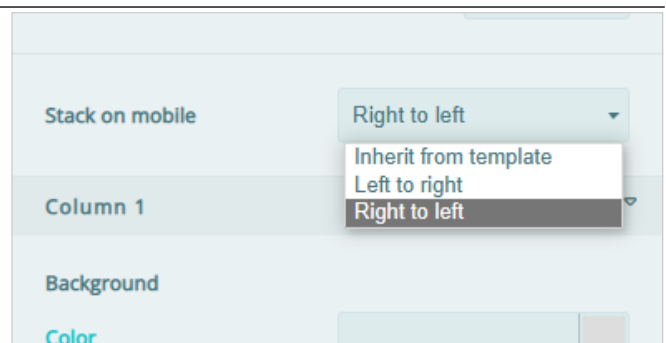 Stack on mobile
Right to left
Inherit from template
Left to right
Right to left
Column 1
Background
Color